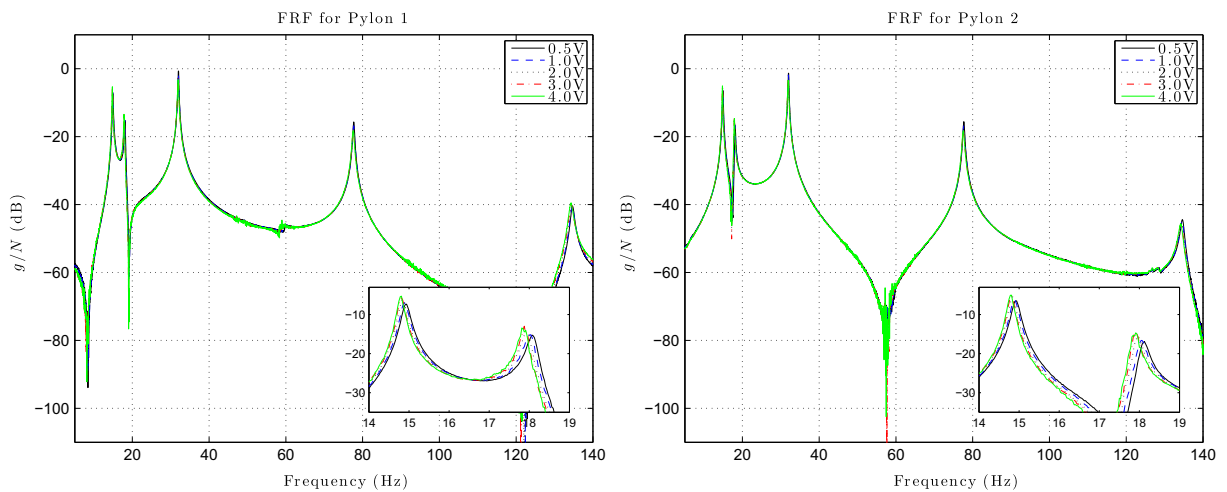 FRF for Pylon 1
0
−20
−40
−60
−80
−100
g/N (dB)
20
40
60
80
100
120
140
Frequency (Hz)
0.5V
1.0V
2.0V
3.0V
4.0V
−10
−20
−30
14
15
16
17
18
19
FRF for Pylon 2
0
−20
−40
−60
−80
−100
g/N (dB)
20
40
60
80
100
120
140
Frequency (Hz)
0.5V
1.0V
2.0V
3.0V
4.0V
−10
−20
−30
14
15
16
17
18
19